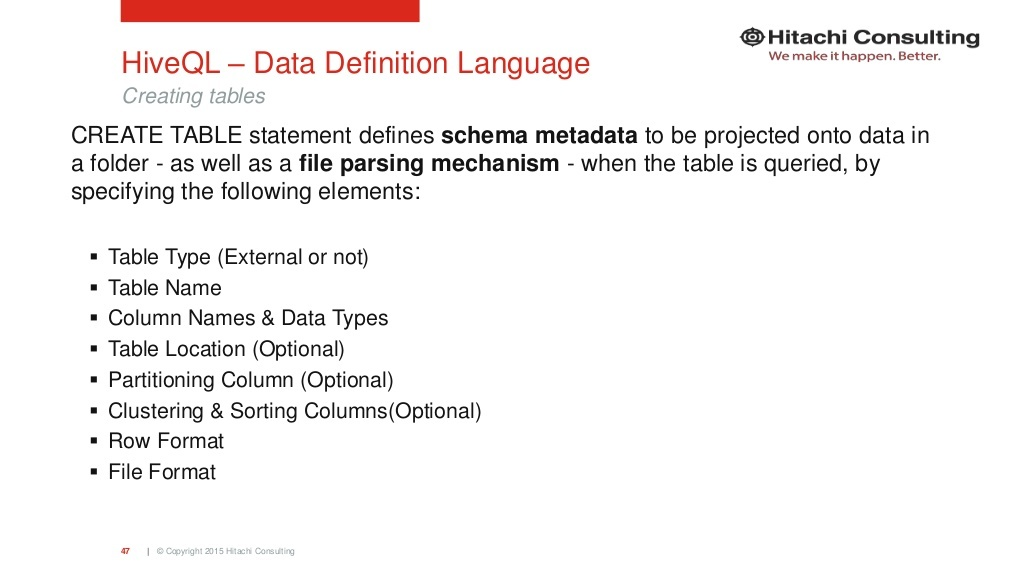 Hitachi Consulting
We make it happen. Better.
HiveQL – Data Definition Language
Creating tables
CREATE TABLE statement defines schema metadata to be projected onto data in
a folder - as well as a file parsing mechanism - when the table is queried, by
specifying the following elements:
▪ Table Type (External or not)
▪ Table Name
▪ Column Names & Data Types
▪ Table Location (Optional)
▪ Partitioning Column (Optional)
▪ Clustering & Sorting Columns(Optional)
▪ Row Format
▪ File Format
47 | © Copyright 2015 Hitachi Consulting